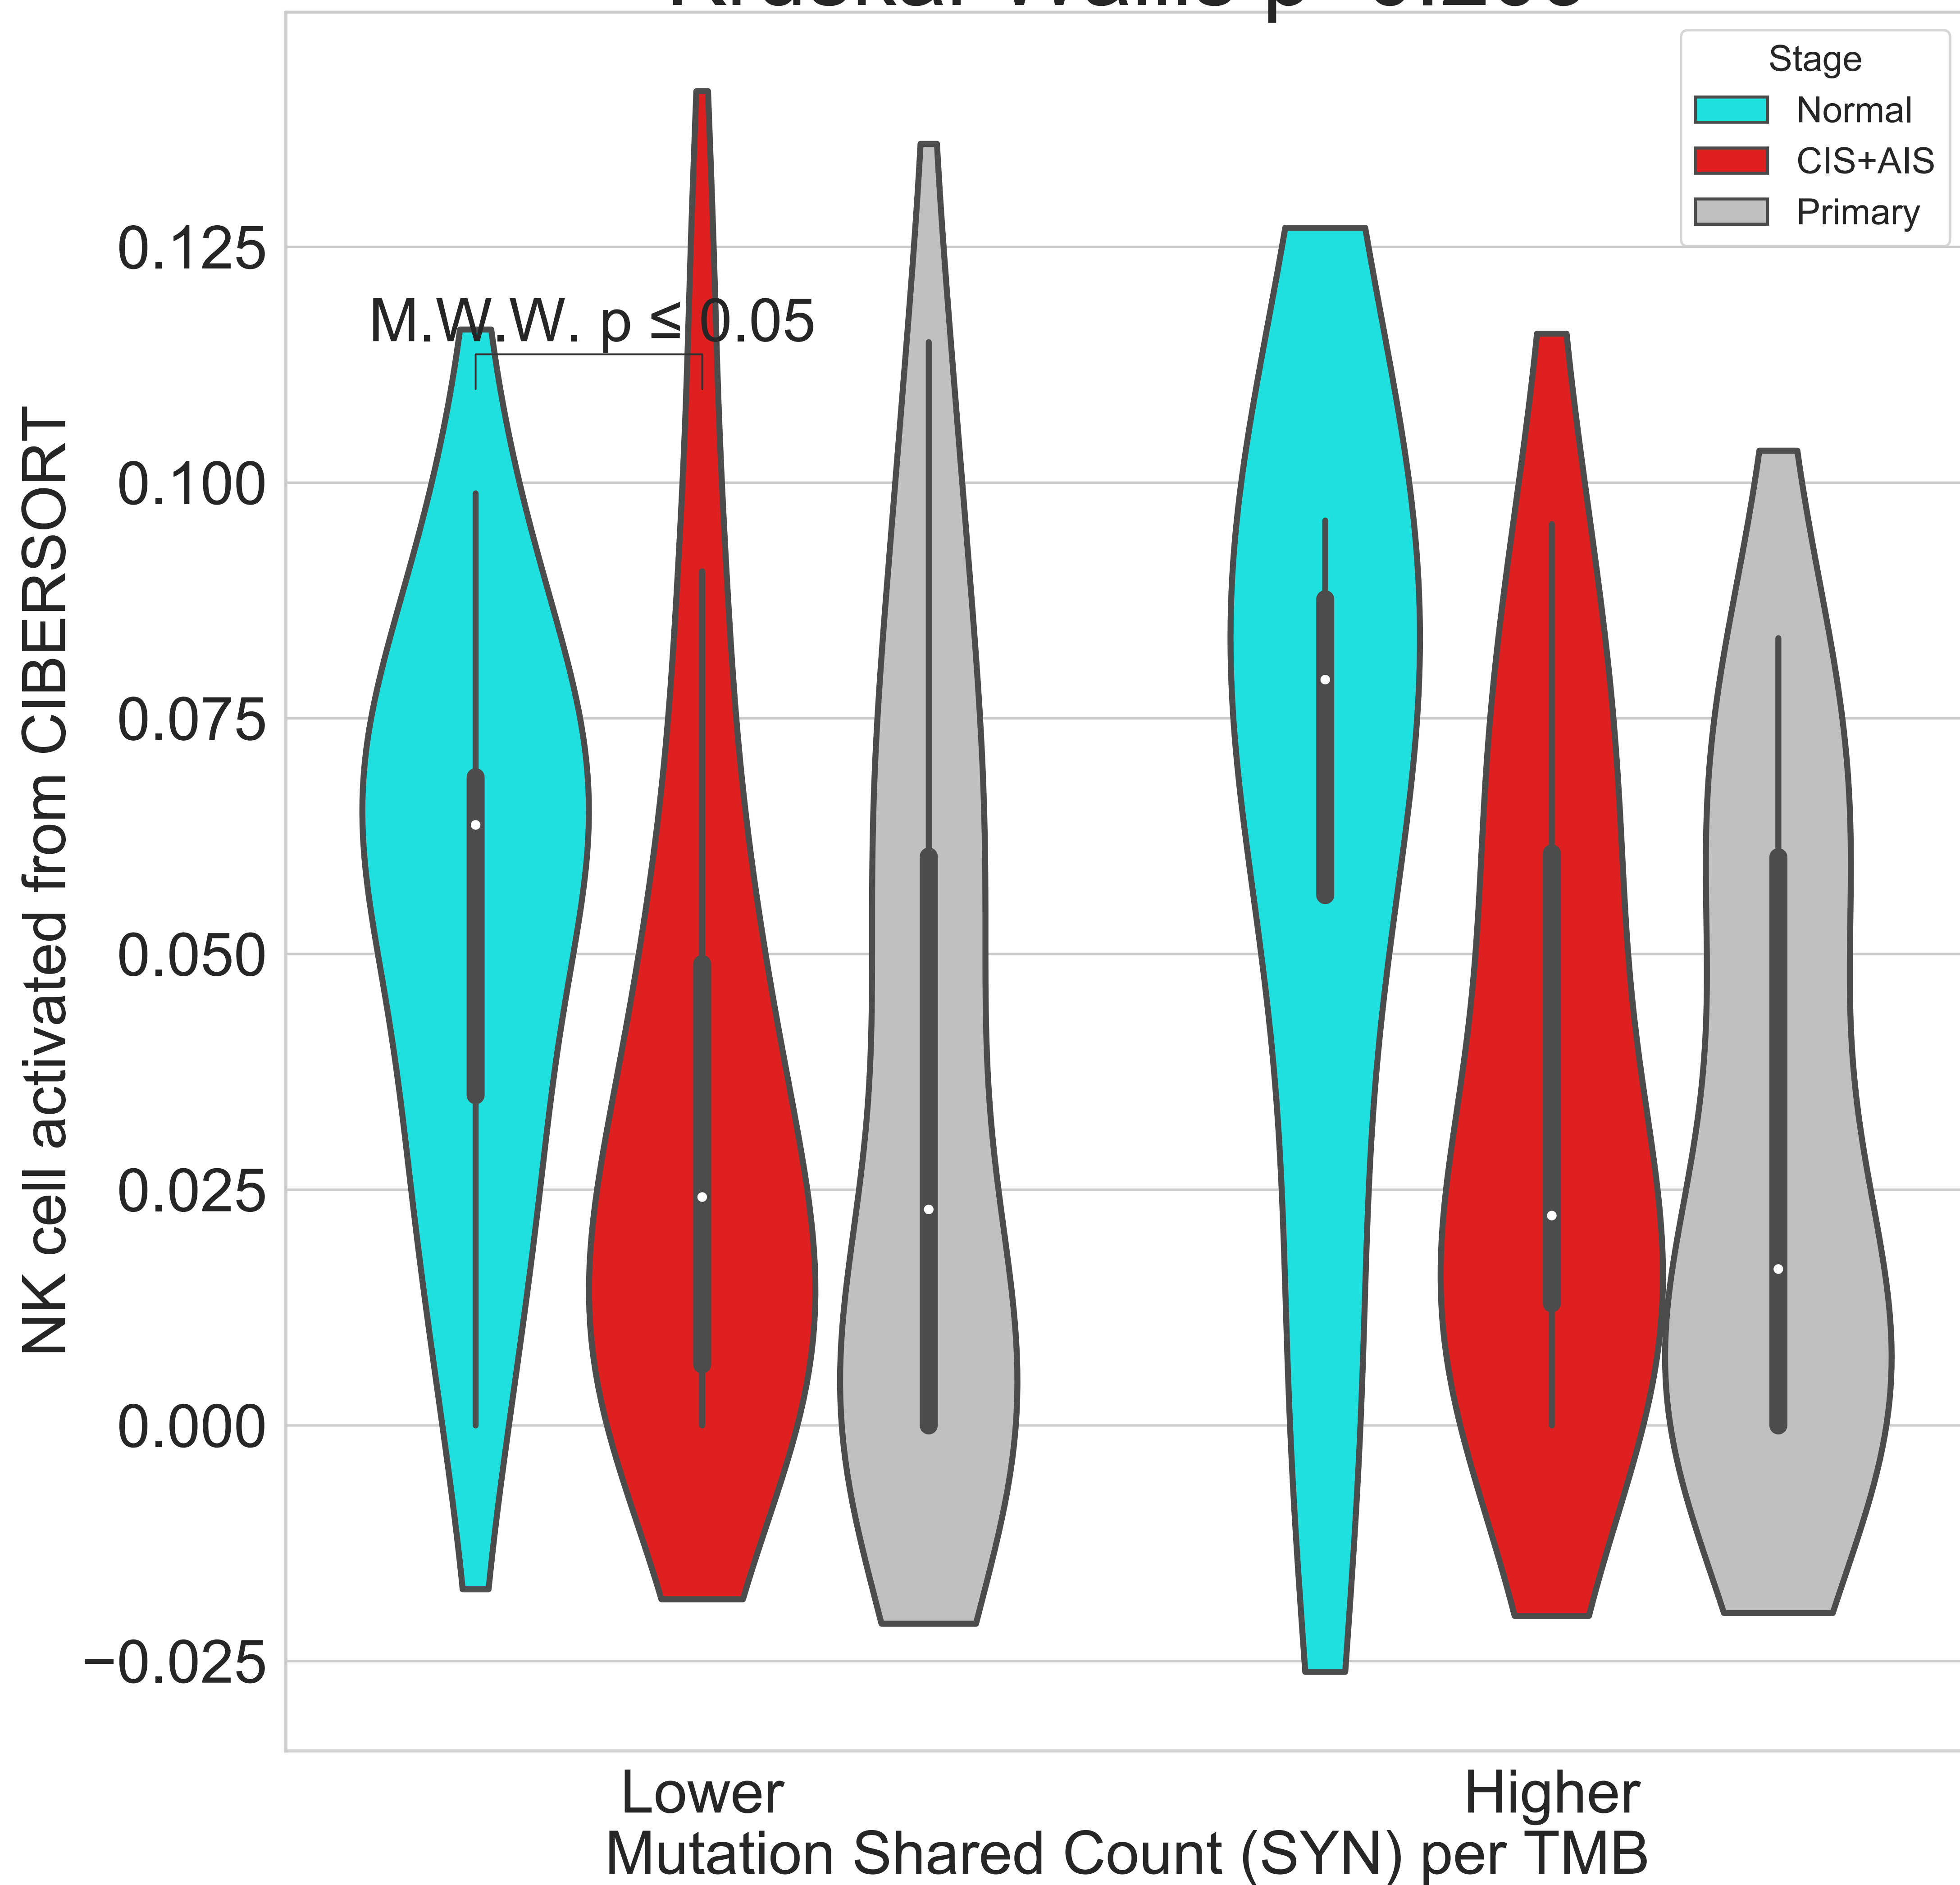 Stage
Normal
CIS+AIS
Primary
M.W.W. p ≤ 0.05
0.125
0.100
0.075
0.050
0.025
0.000
−0.025
NK cell activated from CIBERSORT
Lower
Higher
Mutation Shared Count (SYN) per TMB